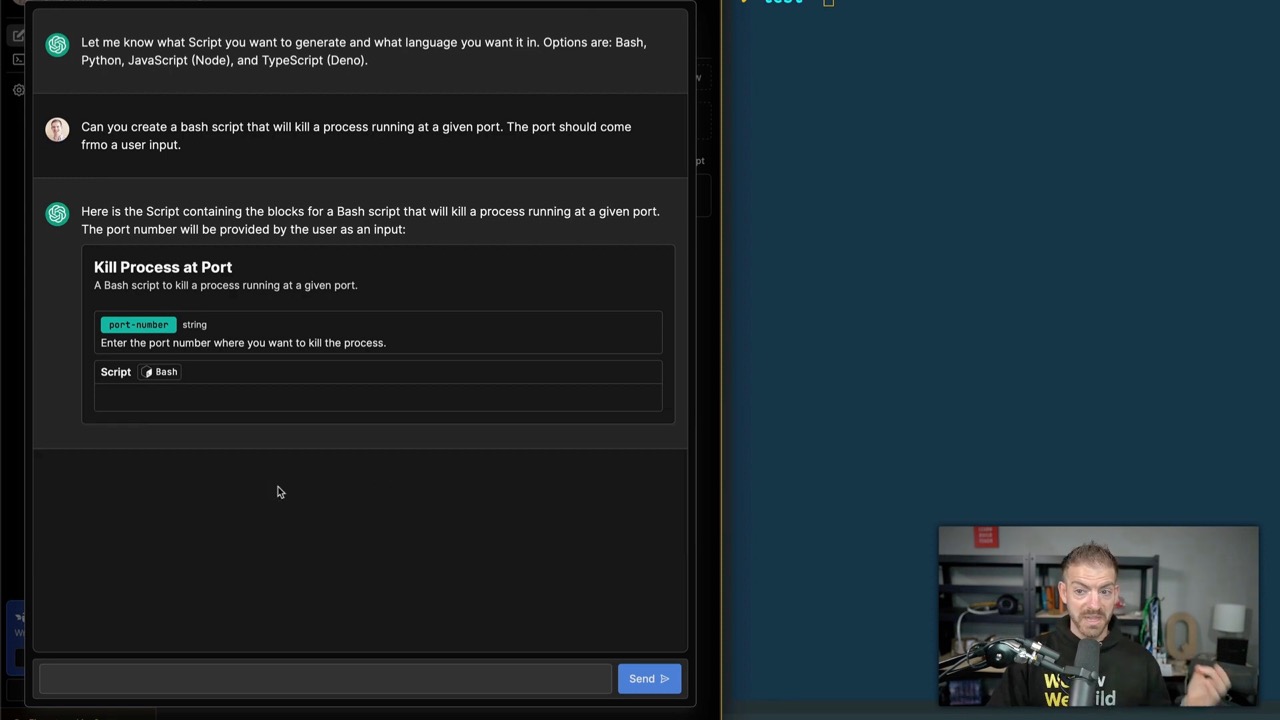 test
Let me know what Script you want to generate and what language you want it in. Options are: Bash,
Python, JavaScript (Node), and TypeScript (Deno).
Can you create a bash script that will kill a process running at a given port. The port should come
frmo a user input.
Here is the Script containing the blocks for a Bash script that will kill a process running at a given port.
The port number will be provided by the user as an input:
Kill Process at Port
A Bash script to kill a process running at a given port.
port-number string
Enter the port number where you want to kill the process.
Script Bash
Send